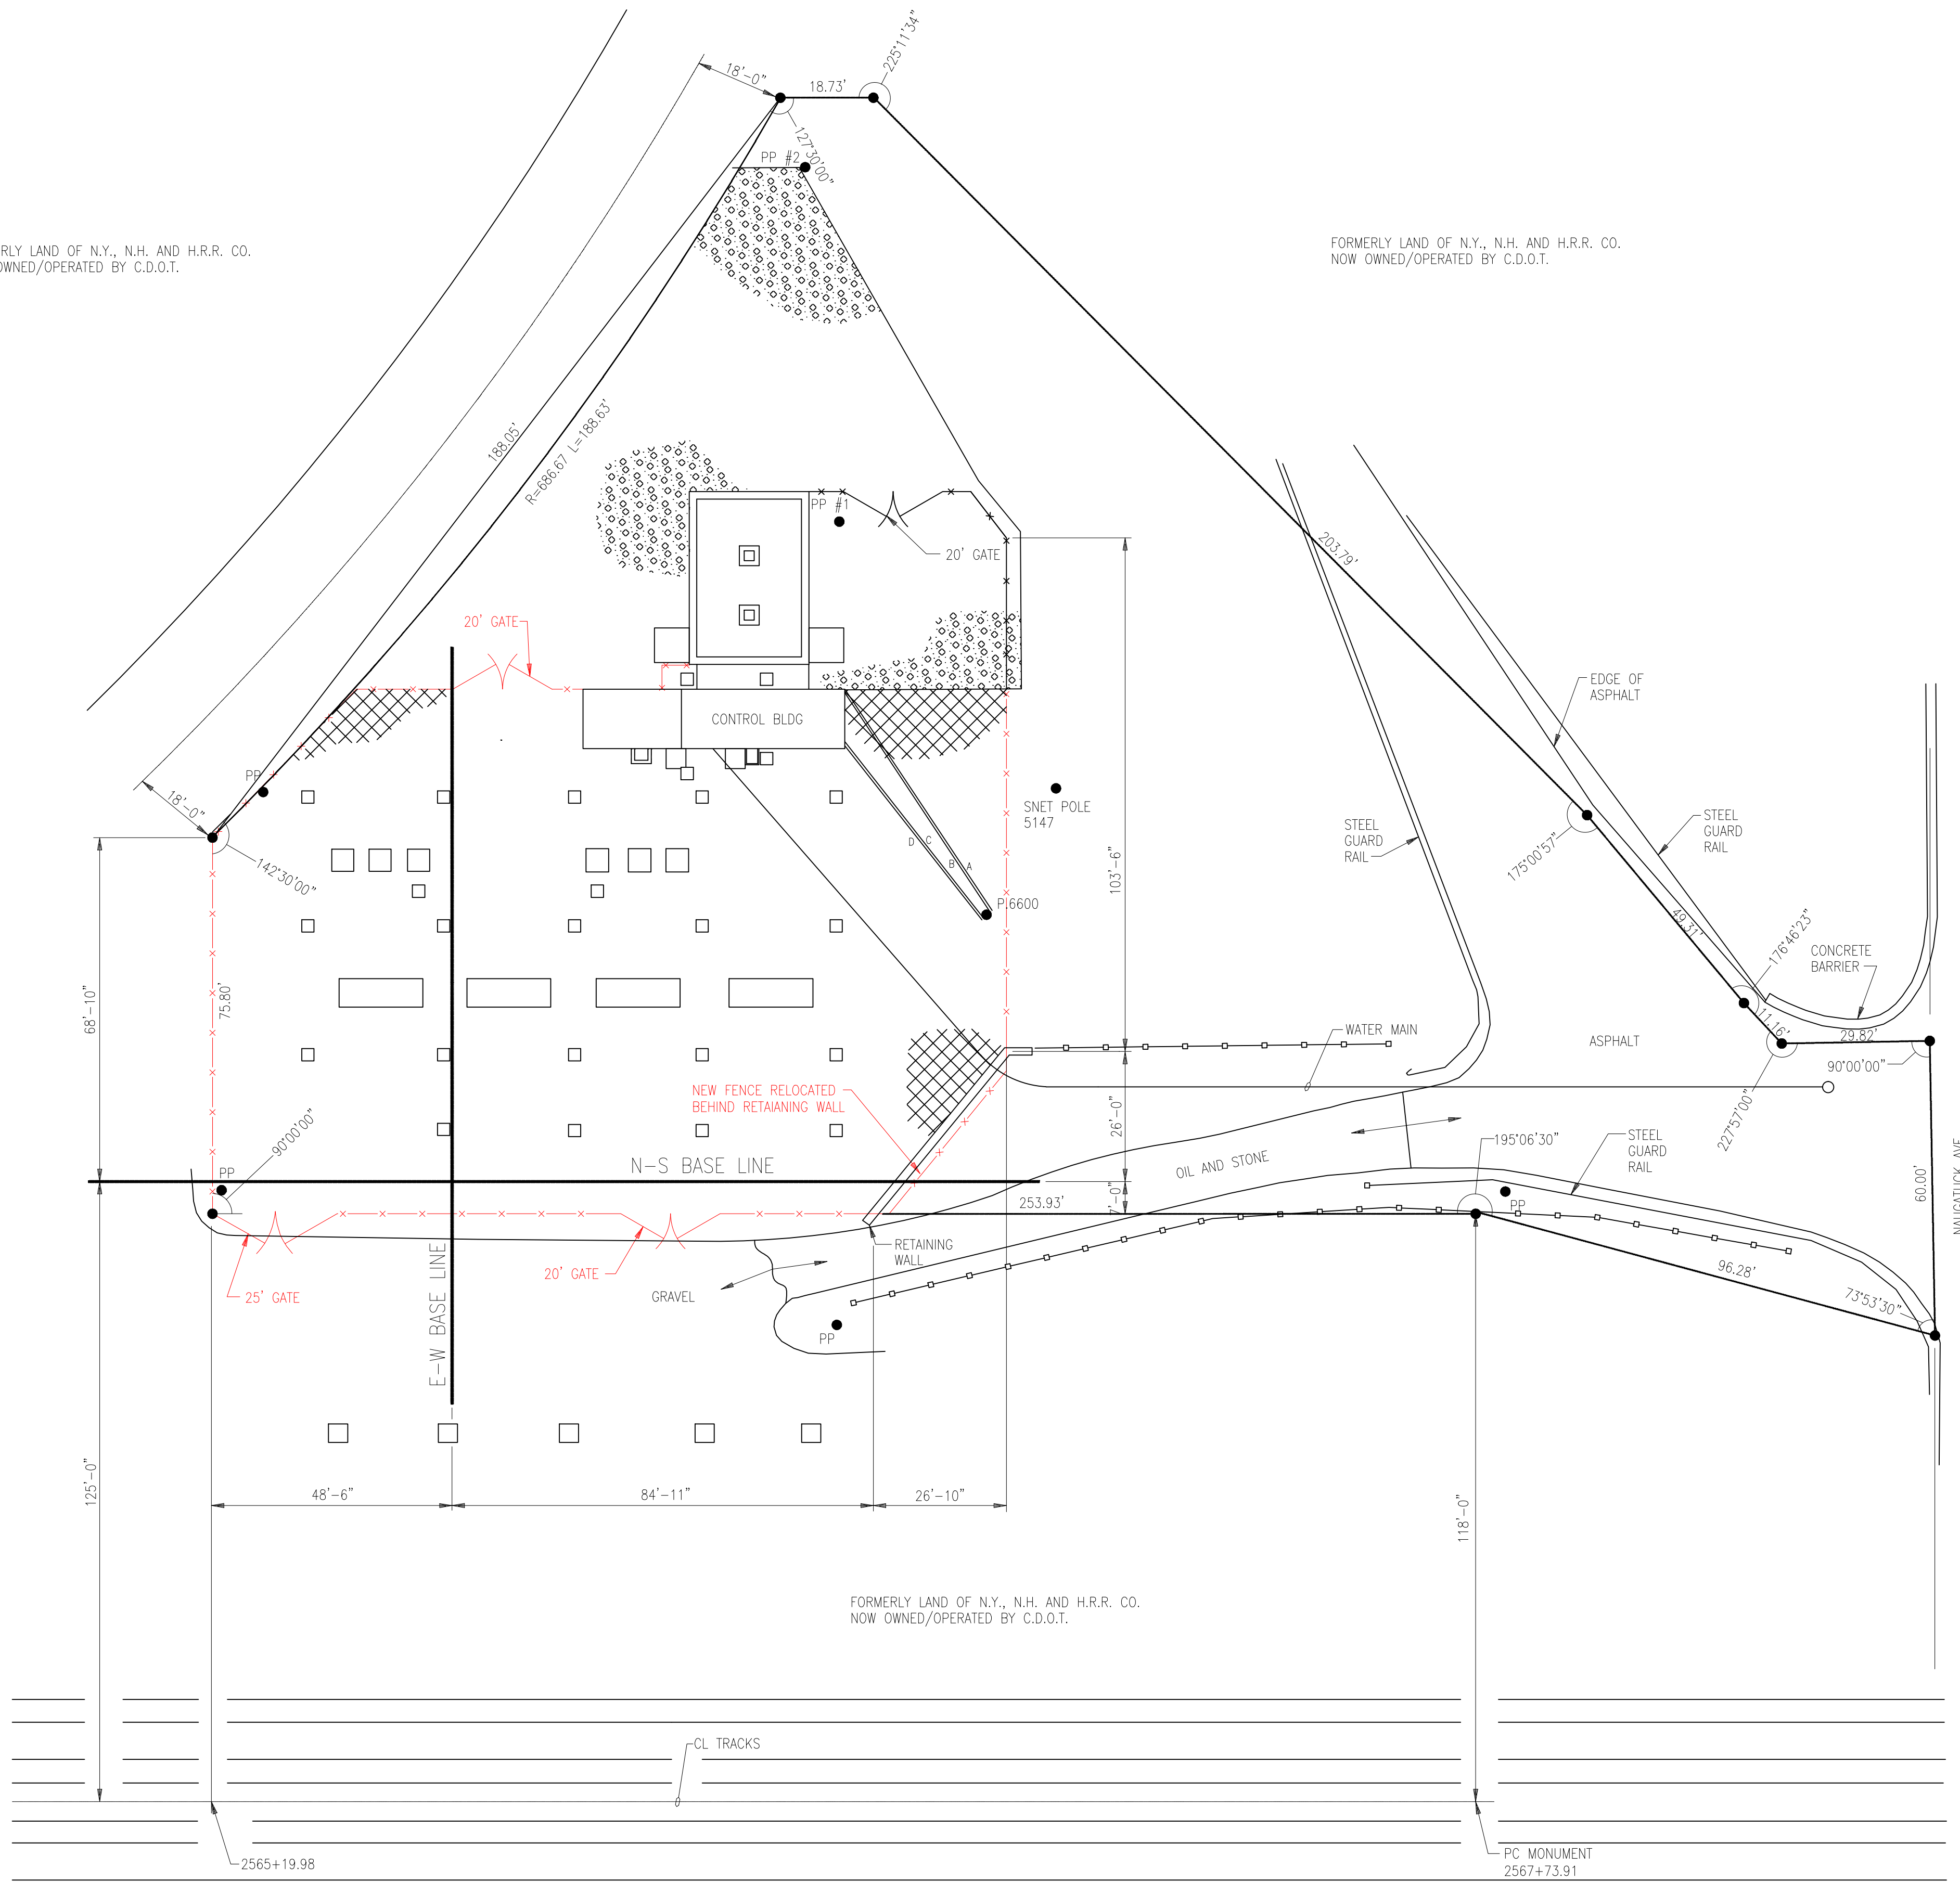 225°11'34"
18'-0"
18.73'
127°30'00"
PP #2
RLY LAND OF N.Y., N.H. AND H.R.R. CO.
OWNED/OPERATED BY C.D.O.T.
FORMERLY LAND OF N.Y., N.H. AND H.R.R. CO.
NOW OWNED/OPERATED BY C.D.O.T.
188.05'
R=686.67 L=188.63'
PP #1
20' GATE
203.79'
20' GATE
EDGE OF
ASPHALT
CONTROL BLDG
PP
18'-0"
SNET POLE
5147
STEEL
GUARD
RAIL
STEEL
GUARD
RAIL
175°00'57"
D
C
B
A
103'-6"
142°30'00"
P.6600
49.31'
176°46'23"
CONCRETE
BARRIER
68'-10"
75.80'
WATER MAIN
ASPHALT
11.16'
29.82'
90°00'00"
NEW FENCE RELOCATED
BEHIND RETAIANING WALL
26'-0"
227°57'00"
90°00'00"
195°06'30"
STEEL
GUARD
RAIL
N-S BASE LINE
OIL AND STONE
PP
7'-0"
253.93'
PP
60.00'
NAUGATUCK AVE
RETAINING
WALL
E-W BASE LINE
25' GATE
20' GATE
GRAVEL
PP
96.28'
73°53'30"
125'-0"
48'-6"
84'-11"
26'-10"
118'-0"
FORMERLY LAND OF N.Y., N.H. AND H.R.R. CO.
NOW OWNED/OPERATED BY C.D.O.T.
CL TRACKS
2565+19.98
PC MONUMENT
2567+73.91